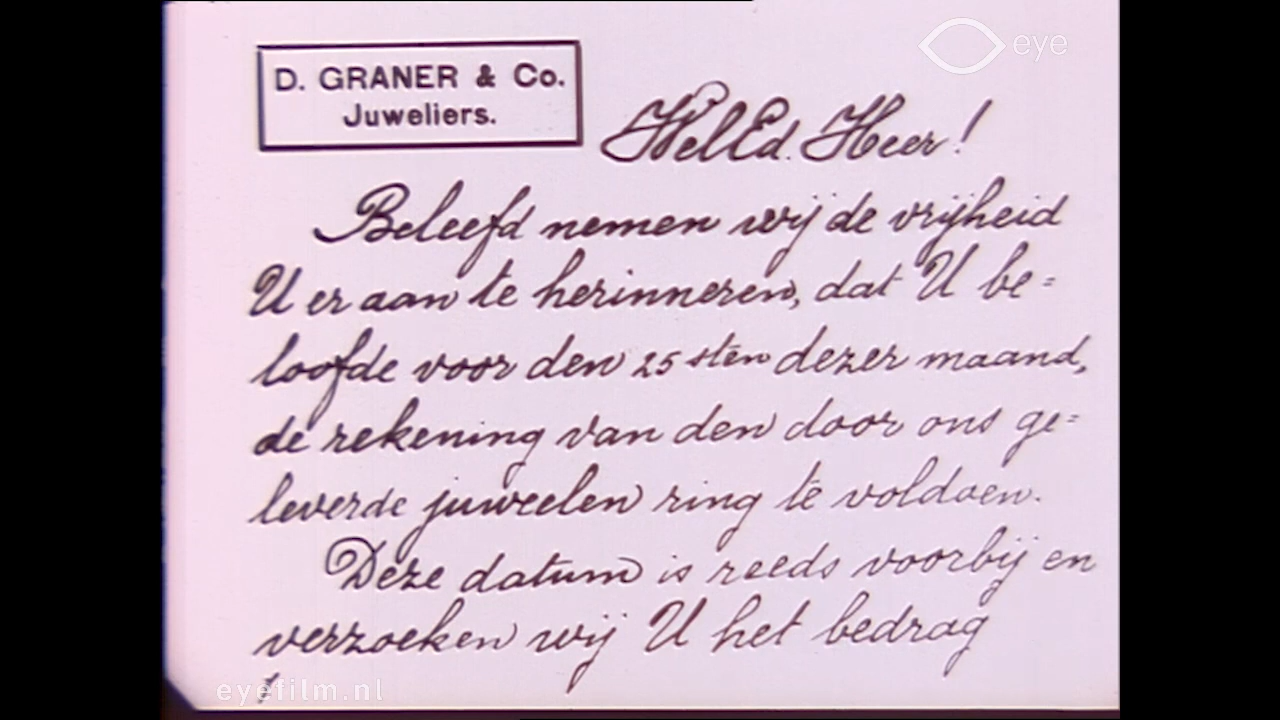 eye
D. GRANER & Co.
Juweliers.
WelEd. Heer!
Beleefd nemen wij de vrijheid
U er aan te herinneren, dat U be=
loofde voor den 25sten dezer maand,
de rekening van den door ons ge=
leverde juweelen ring te voldoen.
Deze datum is reeds voorbij en
verzoeken wij U het bedrag
eyefilm.nl